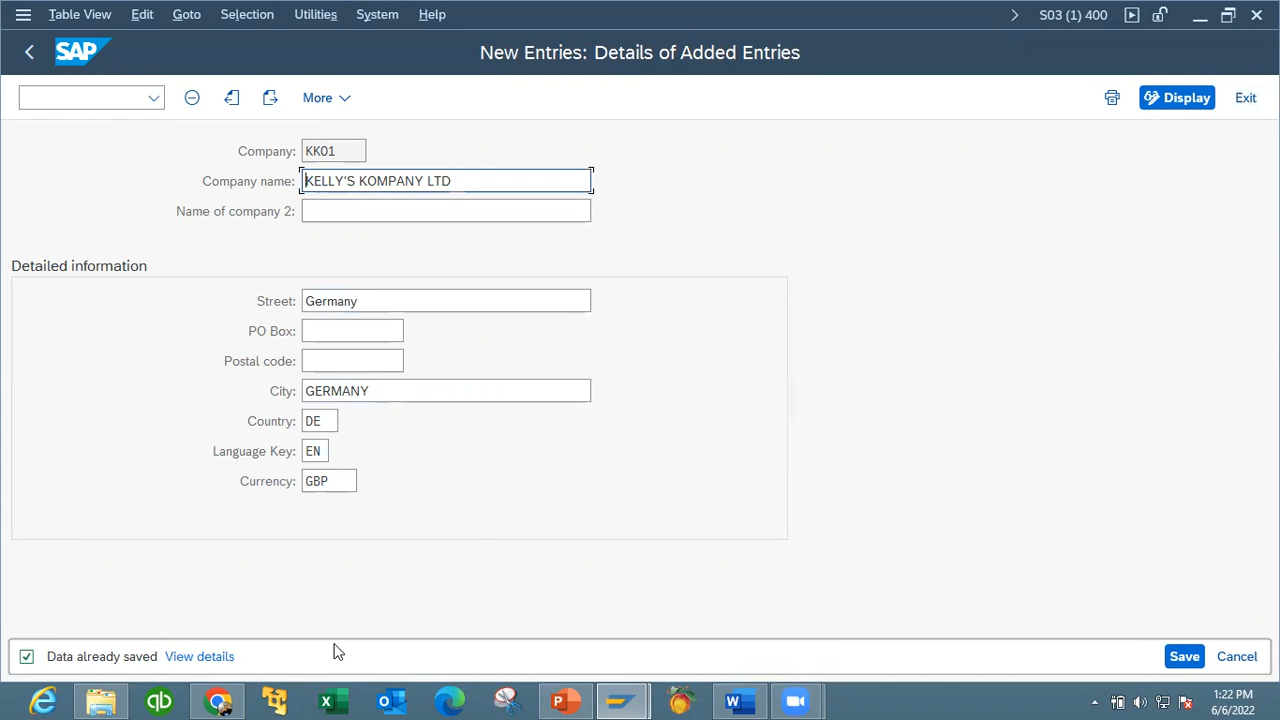 Table View Edit Goto Selection Utilities System Help S03 (1) 400
SAP New Entries: Details of Added Entries
More Display Exit
Company: KK01
Company name: KELLY'S KOMPANY LTD
Name of company 2:
Detailed information
Street: Germany
PO Box:
Postal code:
City: GERMANY
Country: DE
Language Key: EN
Currency: GBP
Data already saved View details Save Cancel
1:22 PM
6/6/2022